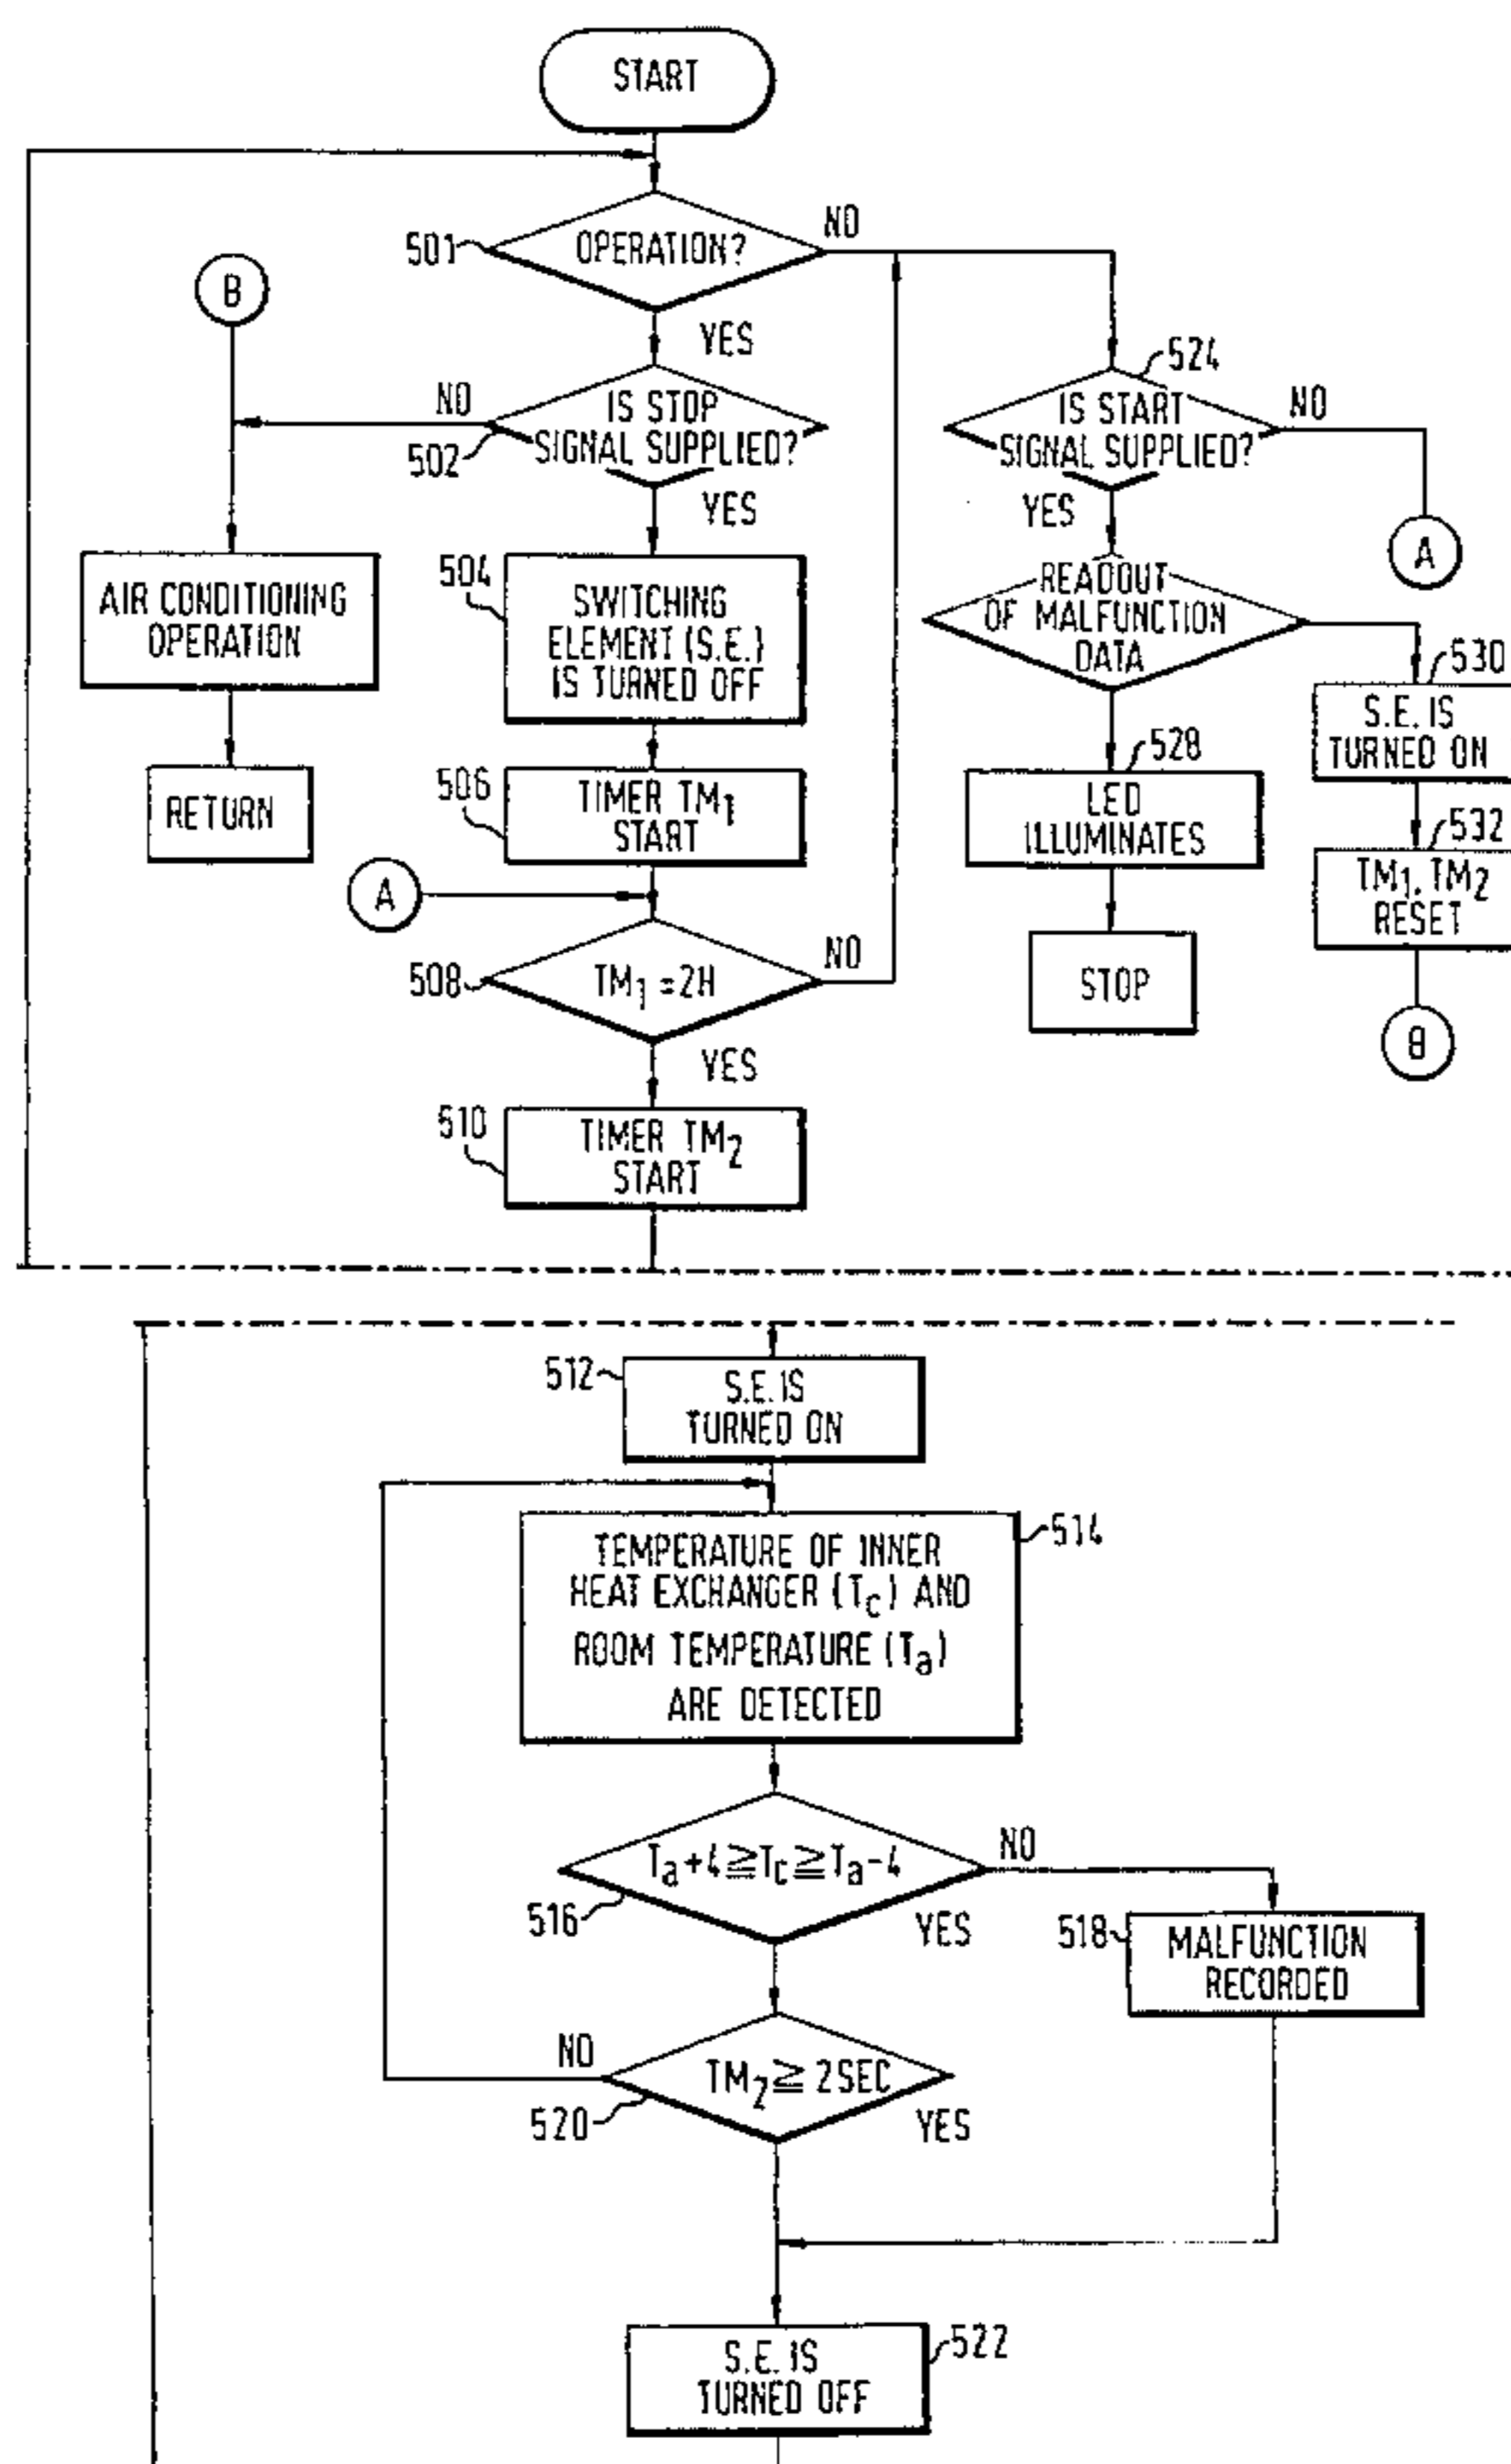 START
501
OPERATION?
NO
YES
B
502
NO
IS STOP
SIGNAL SUPPLIED?
YES
AIR CONDITIONING
OPERATION
RETURN
504
SWITCHING
ELEMENT (S.E.)
IS TURNED OFF
506
TIMER TM1
START
A
508
TM1 = 2H
NO
YES
510
TIMER TM2
START
524
IS START
SIGNAL SUPPLIED?
NO
A
YES
READOUT
OF MALFUNCTION
DATA
528
LED
ILLUMINATES
STOP
530
S.E. IS
TURNED ON
532
TM1, TM2
RESET
B
512
S.E. IS
TURNED ON
514
TEMPERATURE OF INNER
HEAT EXCHANGER (Tc) AND
ROOM TEMPERATURE (Ta)
ARE DETECTED
516
Ta+4≧Tc≧Ta-4
NO
YES
518
MALFUNCTION
RECORDED
520
NO
TM2≧2SEC
YES
522
S.E. IS
TURNED OFF